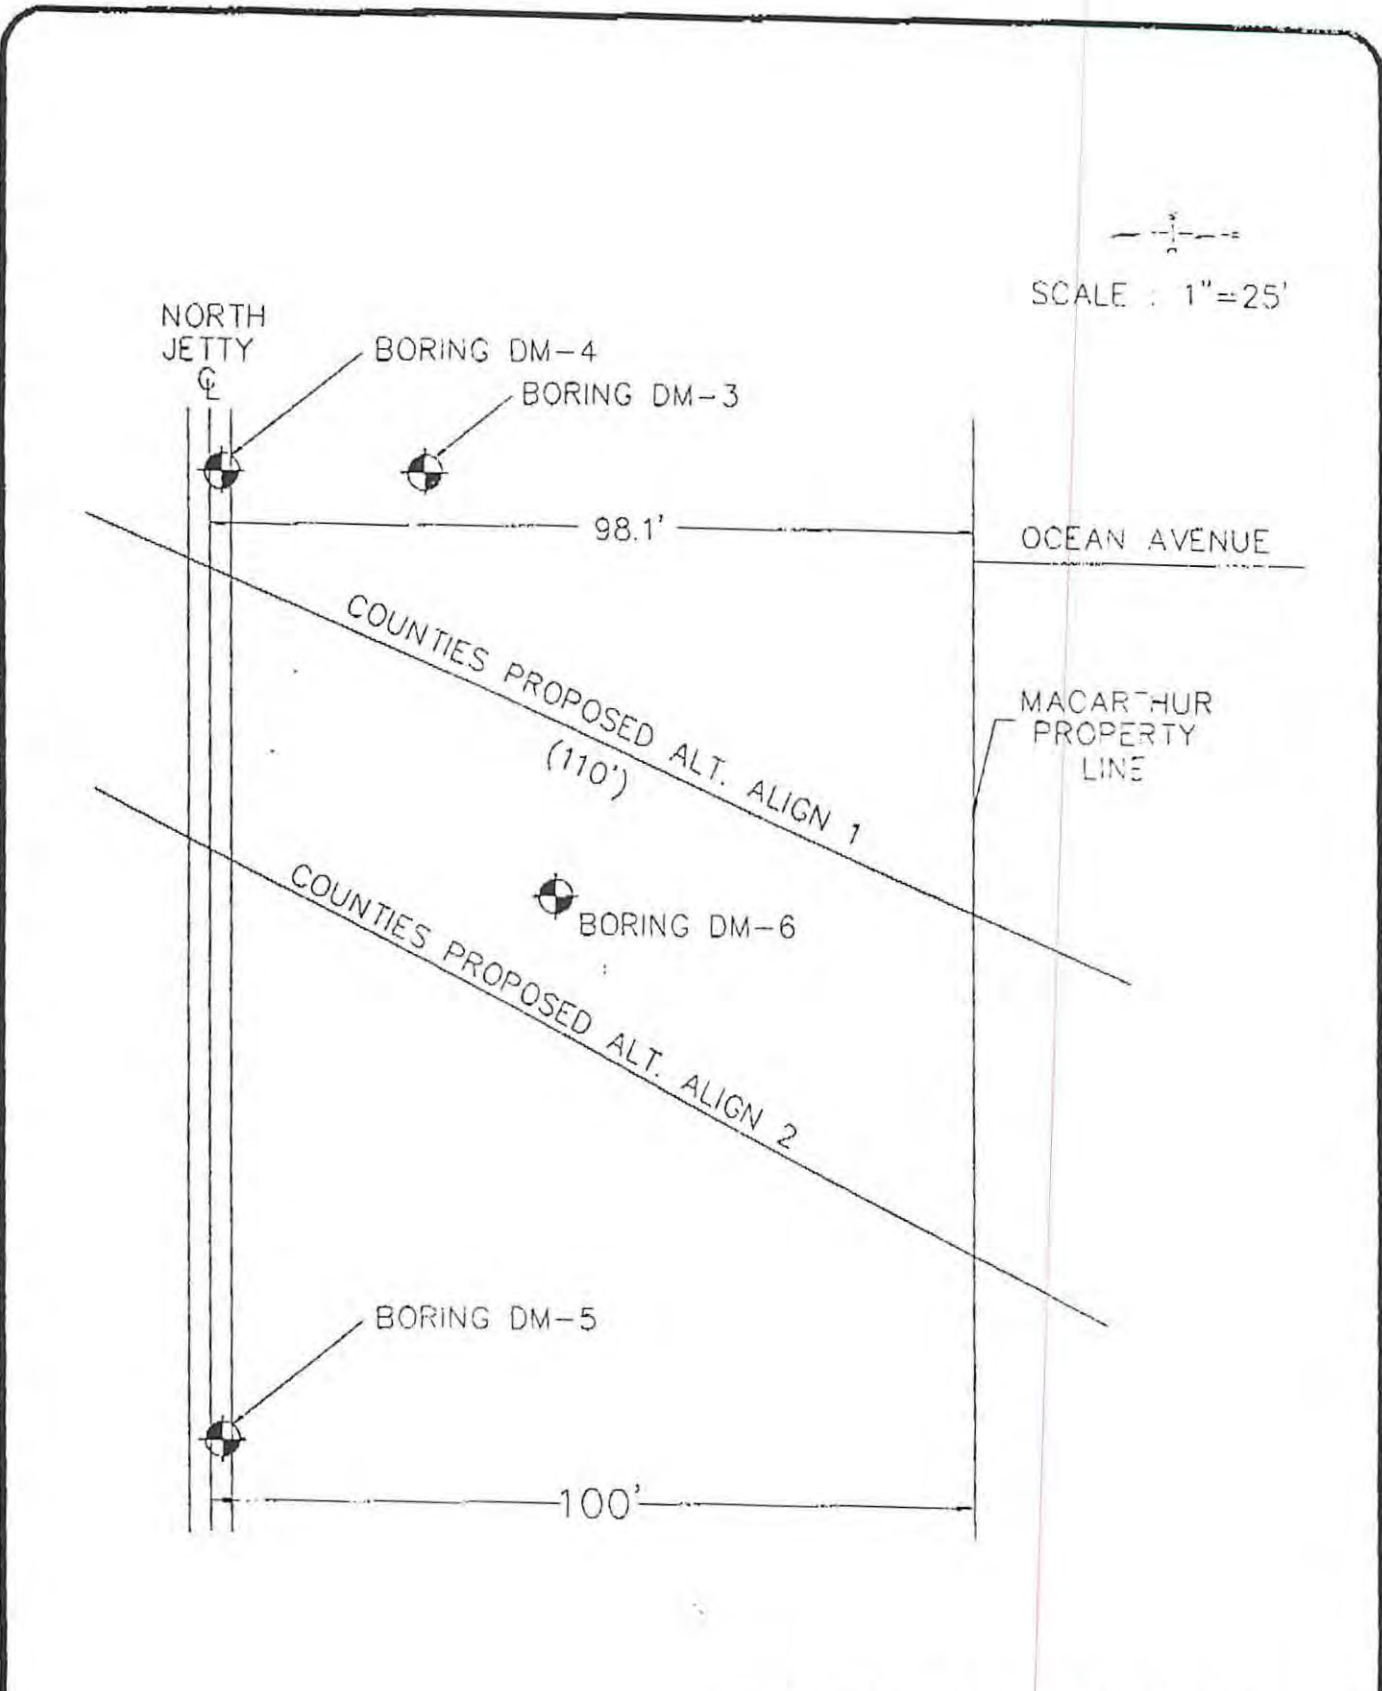 SCALE : 1"=25'
NORTH
JETTY
℄
BORING DM-4
BORING DM-3
98.1'
OCEAN AVENUE
COUNTIES PROPOSED ALT. ALIGN 1
(110')
MACARTHUR
PROPERTY
LINE
BORING DM-6
COUNTIES PROPOSED ALT. ALIGN 2
BORING DM-5
100'